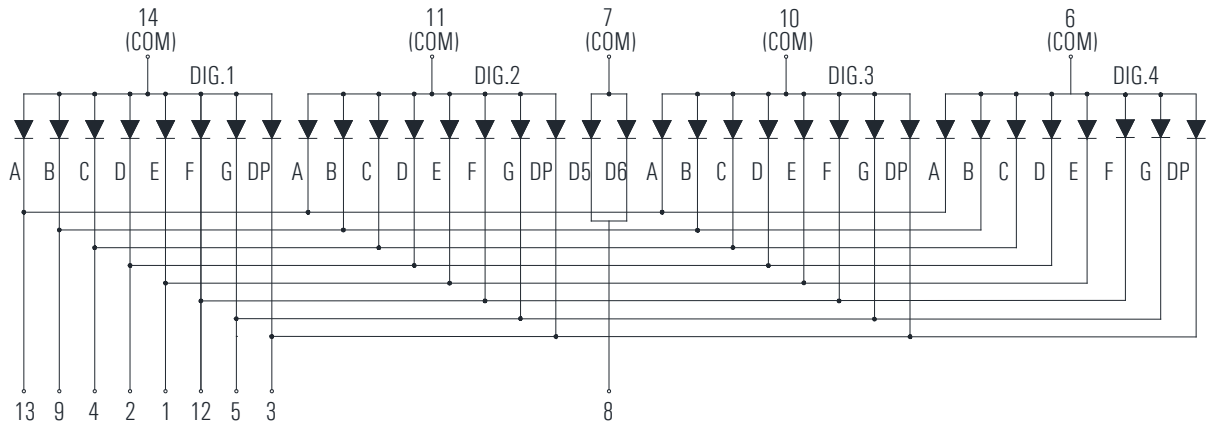 14 11 7 10 6
(COM) (COM) (COM) (COM) (COM)
DIG.1 DIG.2 DIG.3 DIG.4
A B C D E F G DP A B C D E F G DP D5 D6 A B C D E F G DP A B C D E F G DP
13 9 4 2 1 12 5 3 8